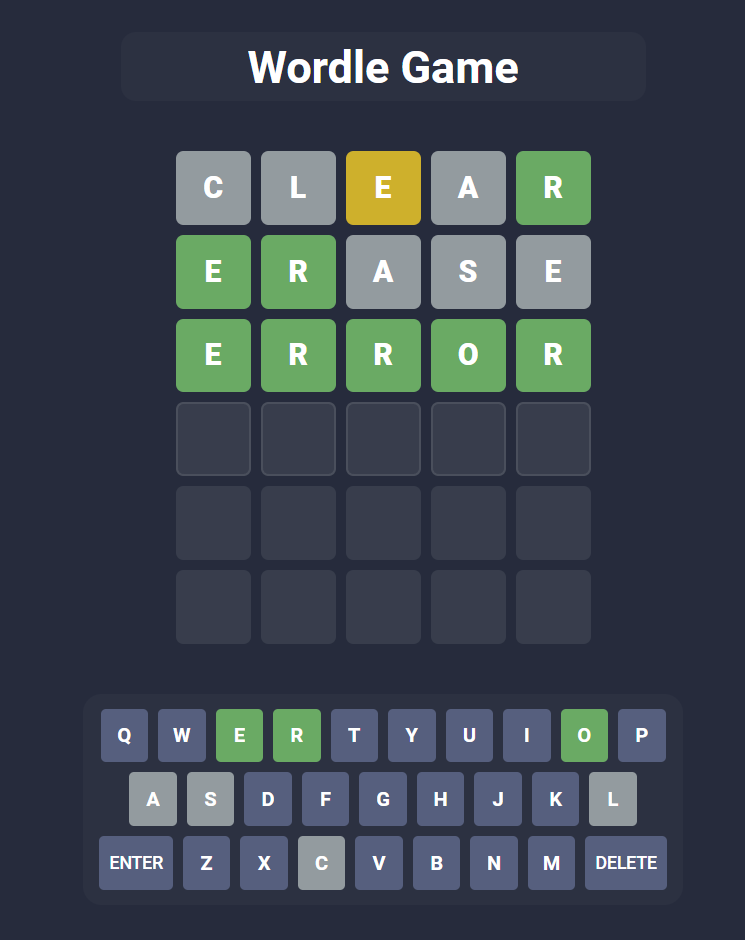 Wordle Game
C L E A R
E R A S E
E R R O R
Q W E R T Y U I O P
A S D F G H J K L
ENTER Z X C V B N M DELETE